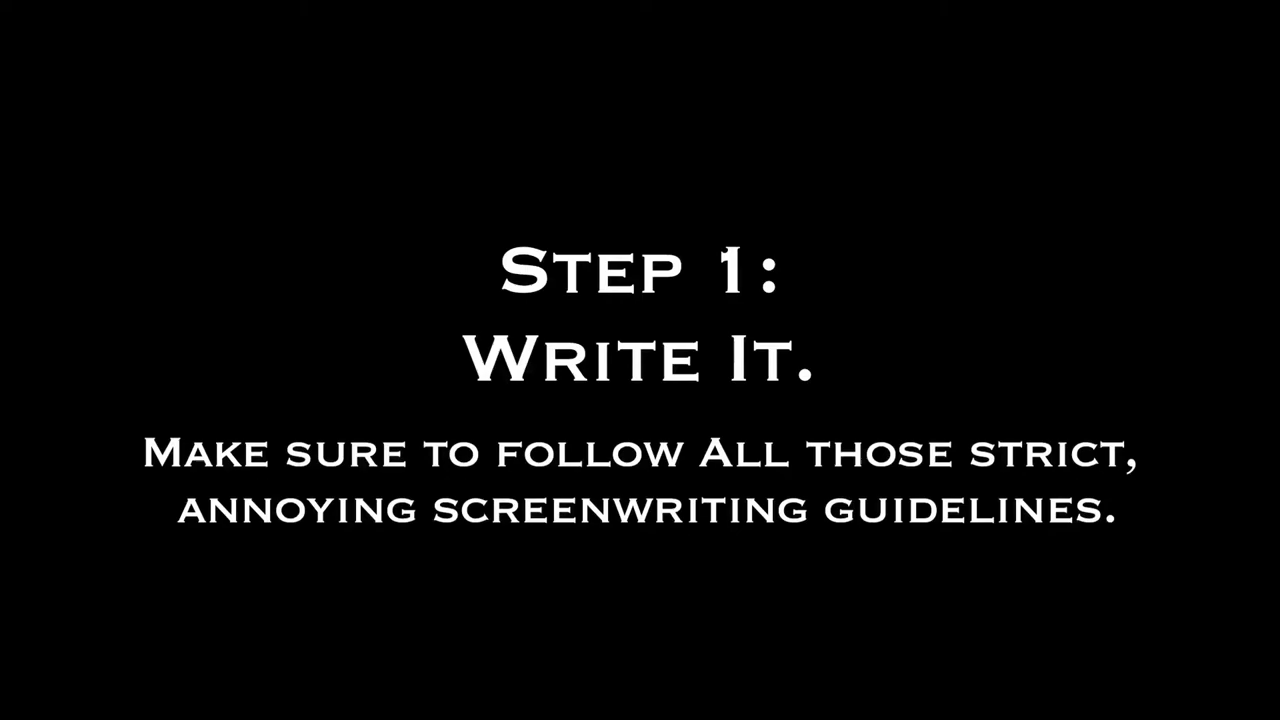 Step 1:
Write It.
Make sure to follow All those strict,
annoying screenwriting guidelines.